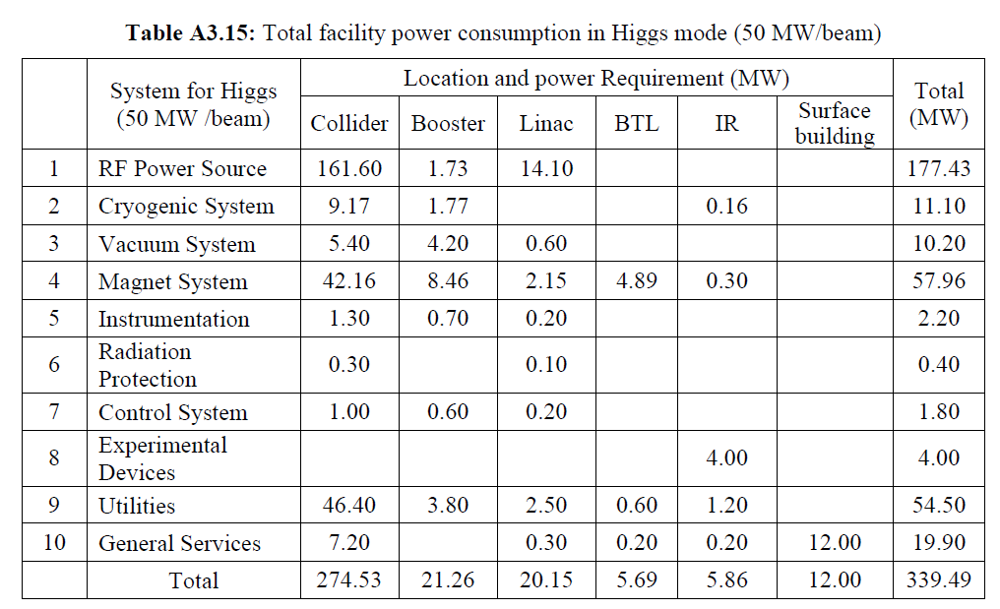 Table A3.15: Total facility power consumption in Higgs mode (50 MW/beam)
System for Higgs (50 MW /beam) Location and power Requirement (MW) Total (MW)
Collider Booster Linac BTL IR Surface building
1 RF Power Source 161.60 1.73 14.10 177.43
2 Cryogenic System 9.17 1.77 0.16 11.10
3 Vacuum System 5.40 4.20 0.60 10.20
4 Magnet System 42.16 8.46 2.15 4.89 0.30 57.96
5 Instrumentation 1.30 0.70 0.20 2.20
6 Radiation Protection 0.30 0.10 0.40
7 Control System 1.00 0.60 0.20 1.80
8 Experimental Devices 4.00 4.00
9 Utilities 46.40 3.80 2.50 0.60 1.20 54.50
10 General Services 7.20 0.30 0.20 0.20 12.00 19.90
Total 274.53 21.26 20.15 5.69 5.86 12.00 339.49